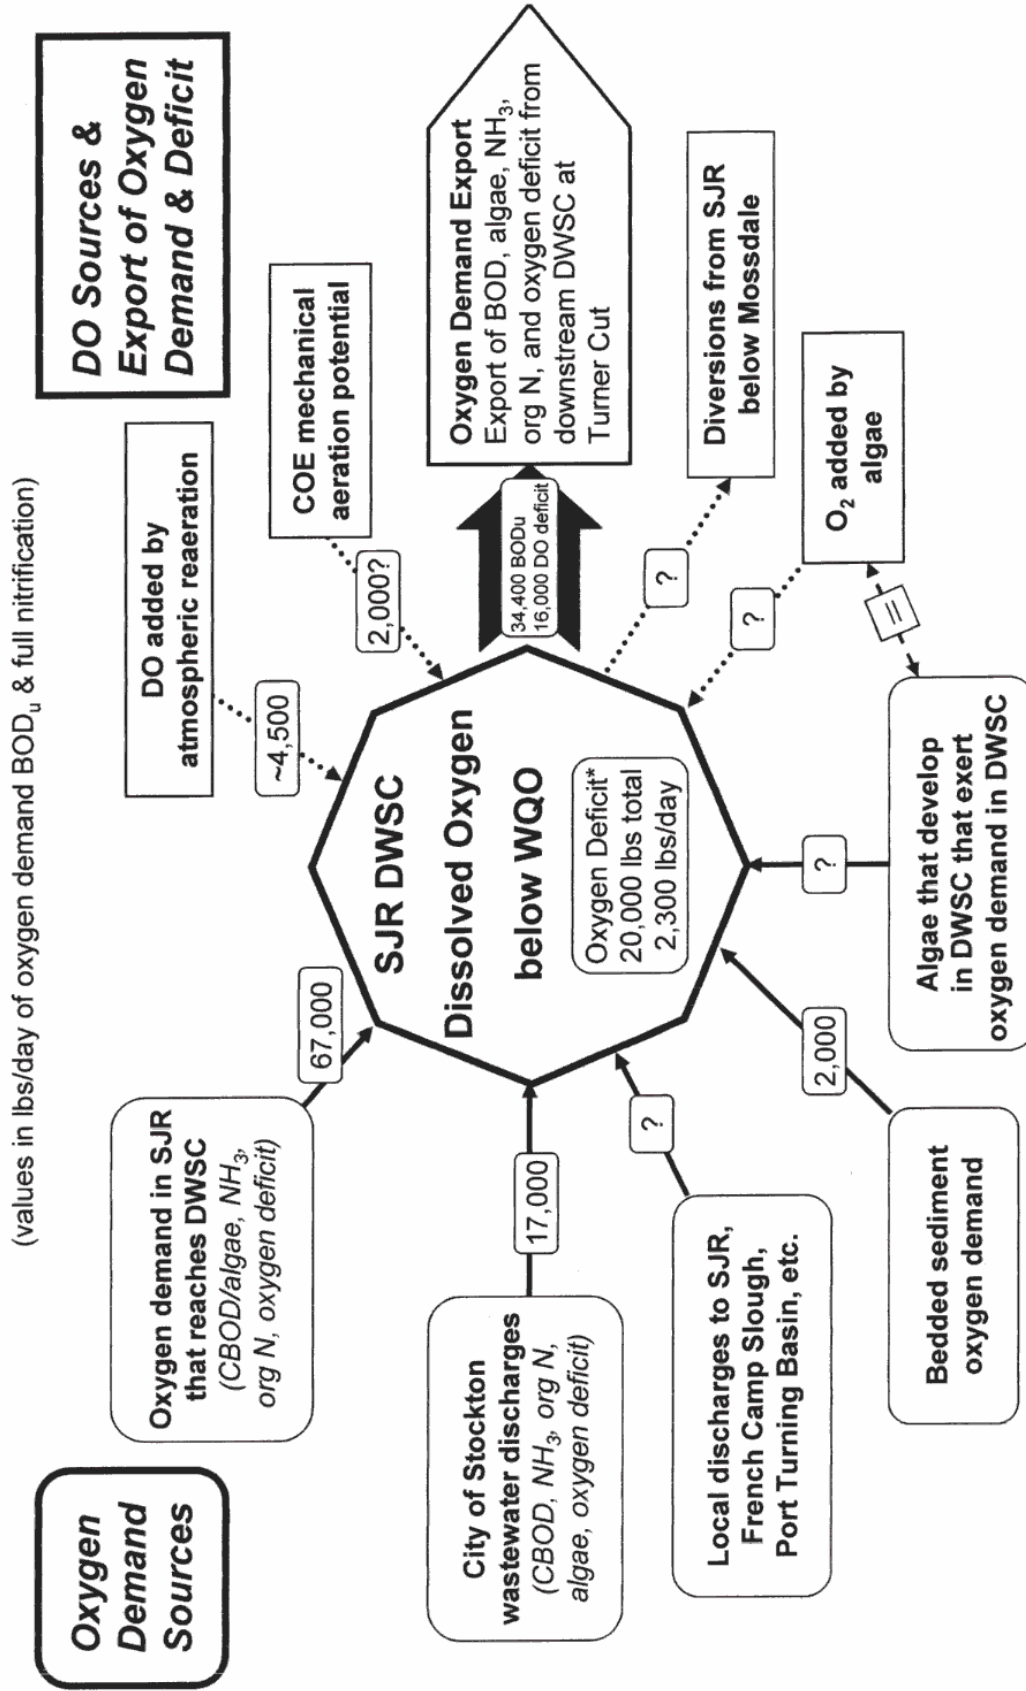 (values in lbs/day of oxygen demand BODu & full nitrification)
Oxygen
Demand
Sources
DO Sources &
Export of Oxygen
Demand & Deficit
Oxygen demand in SJR
that reaches DWSC
(CBOD/algae, NH3,
org N, oxygen deficit)
67,000
City of Stockton
wastewater discharges
(CBOD, NH3, org N,
algae, oxygen deficit)
17,000
Local discharges to SJR,
French Camp Slough,
Port Turning Basin, etc.
?
Bedded sediment
oxygen demand
2,000
Algae that develop
in DWSC that exert
oxygen demand in DWSC
?
=
SJR DWSC
Dissolved Oxygen
below WQO
Oxygen Deficit*
20,000 lbs total
2,300 lbs/day
DO added by
atmospheric reaeration
~4,500
COE mechanical
aeration potential
2,000?
34,400 BODu
16,000 DO deficit
Oxygen Demand Export
Export of BOD, algae, NH3,
org N, and oxygen deficit from
downstream DWSC at
Turner Cut
Diversions from SJR
below Mossdale
?
O2 added by
algae
?